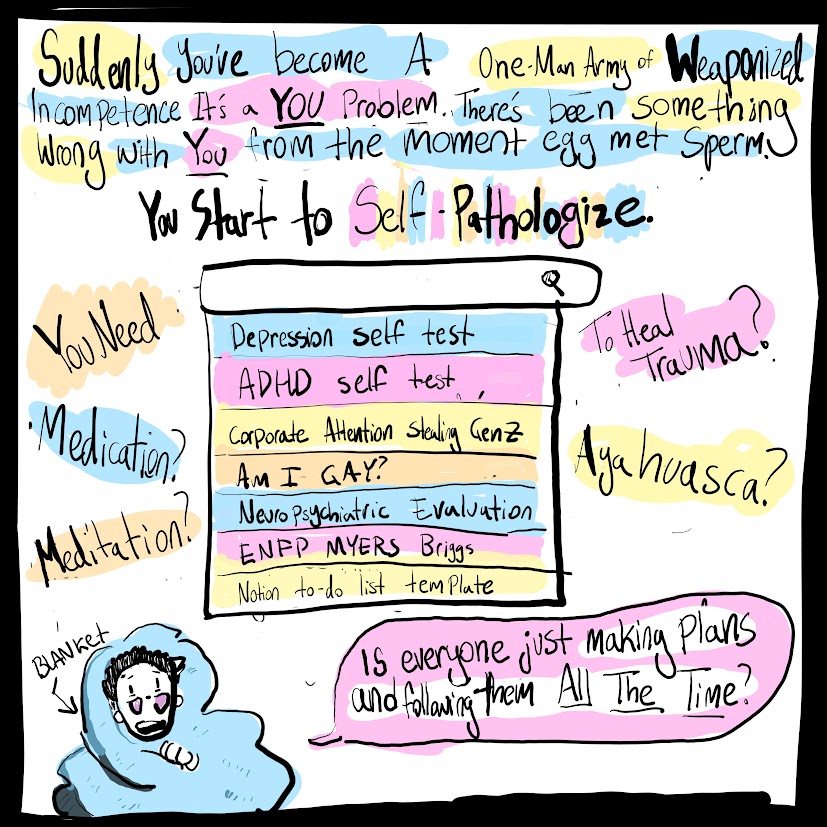 Suddenly You've become A One-Man Army of Weaponized
Incompetence It's a YOU Problem. There's been something
Wrong with You from the moment egg met Sperm.
You Start to Self-Pathologize.
You Need
Medication?
Meditation?
Depression self test
ADHD self test
Corporate Attention Stealing GenZ
Am I GAY?
Neuropsychiatric Evaluation
ENFP MYERS Briggs
Notion to-do list template
To Heal
Trauma?
Ayahuasca?
BLANKET
Is everyone just making plans
and following them All The Time?